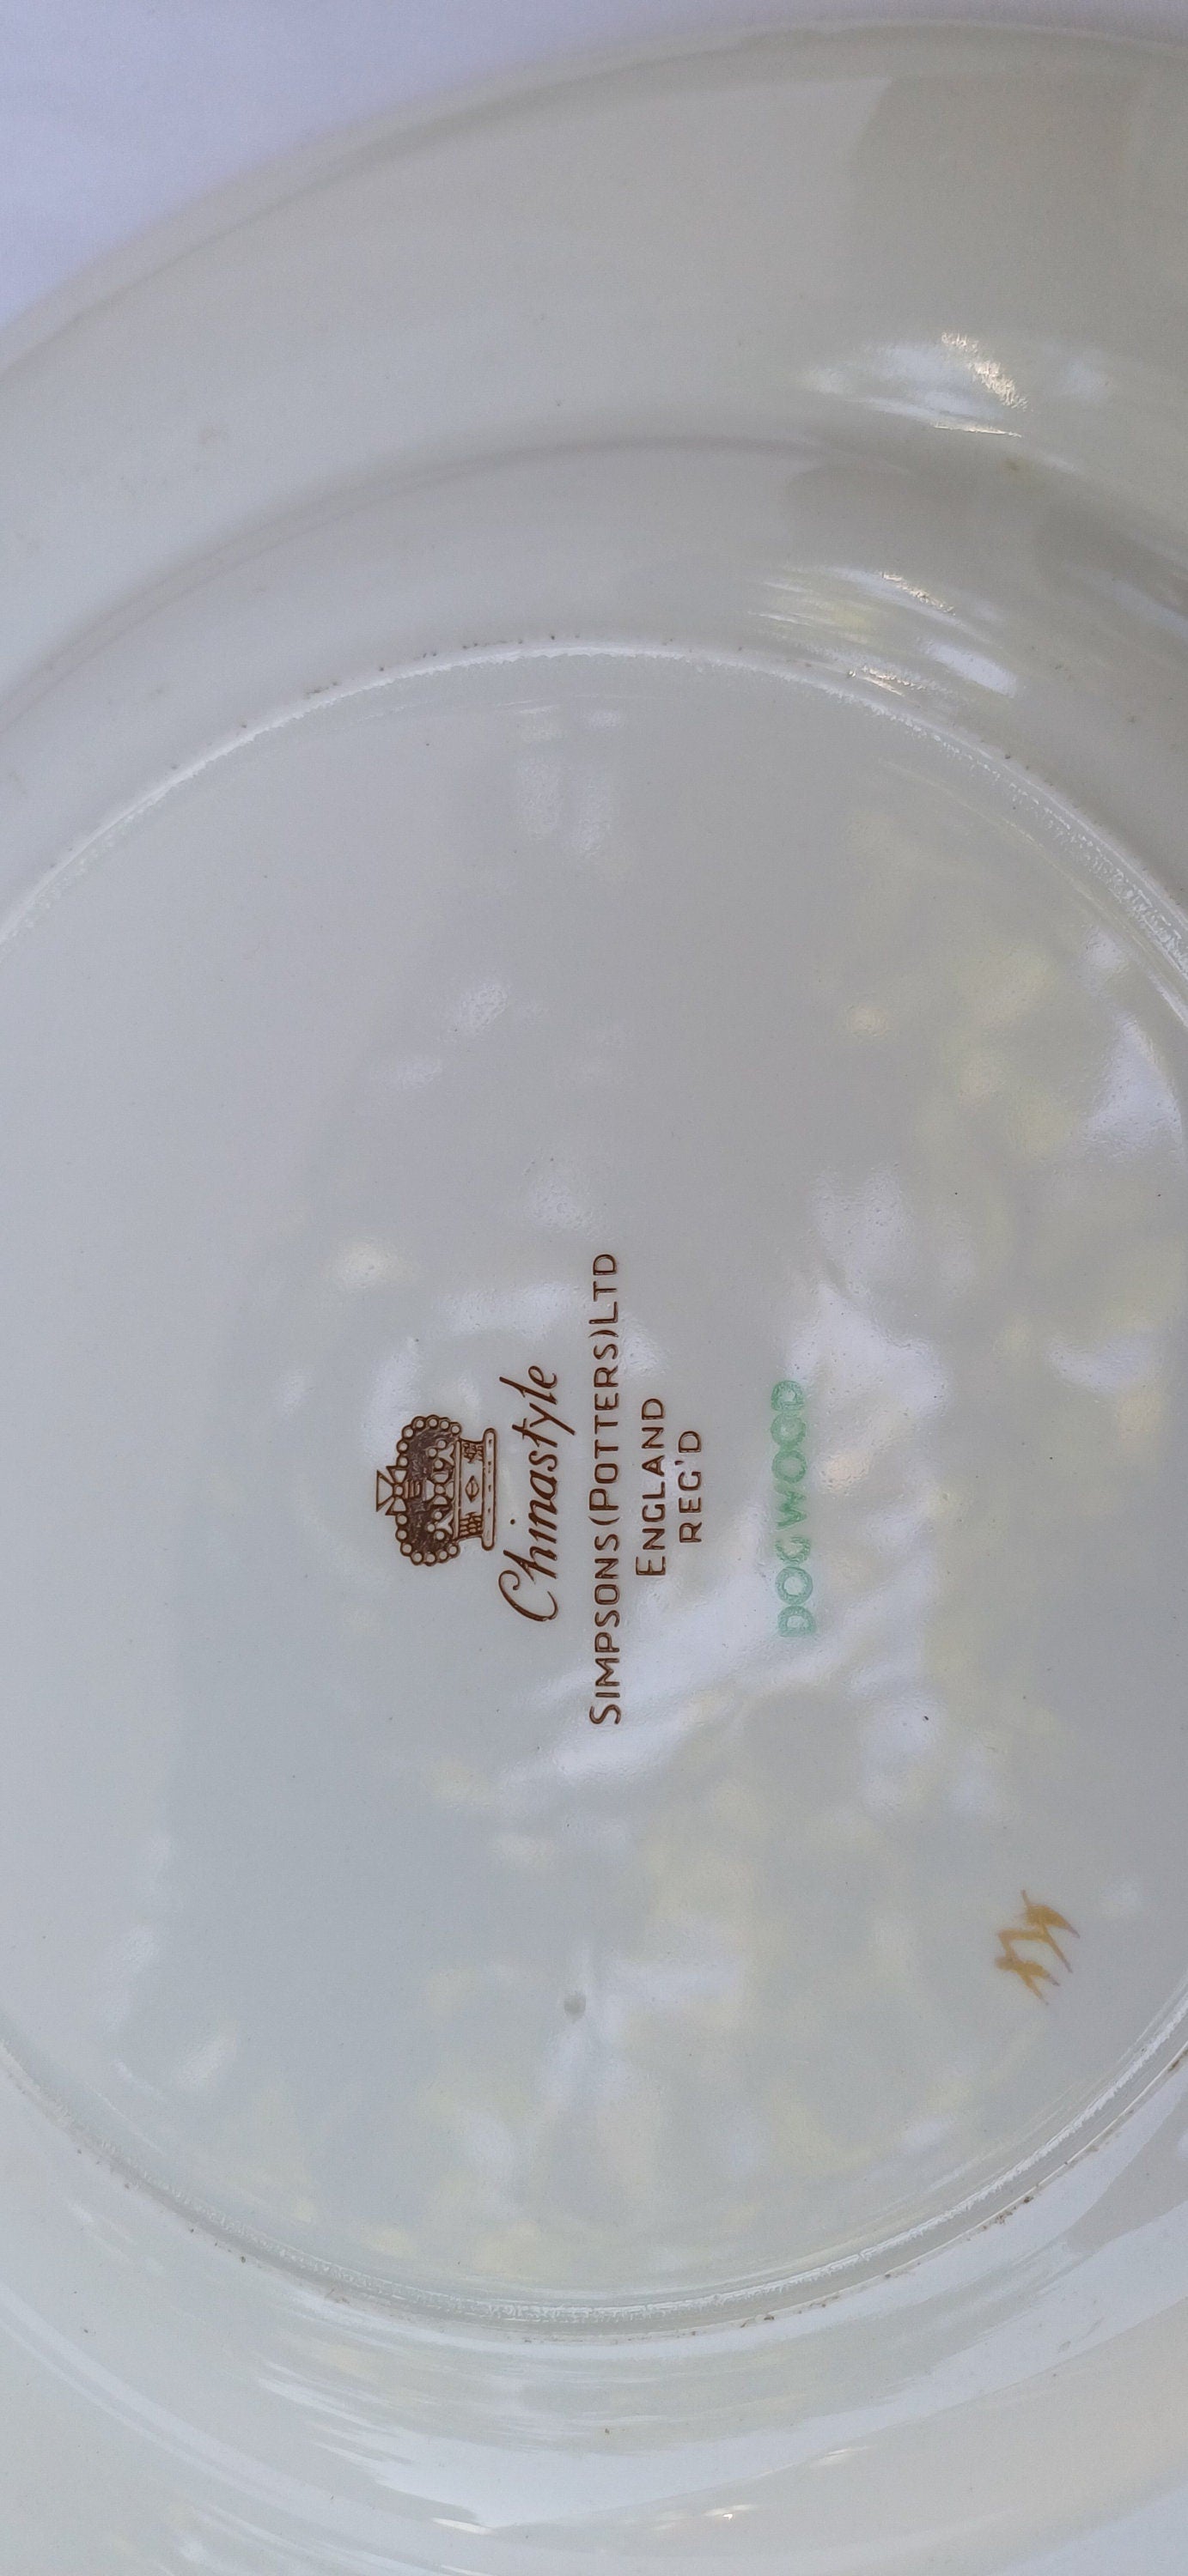 Chinastyle
SIMPSONS (POTTERS) LTD
ENGLAND
REG'D
DOGWOOD